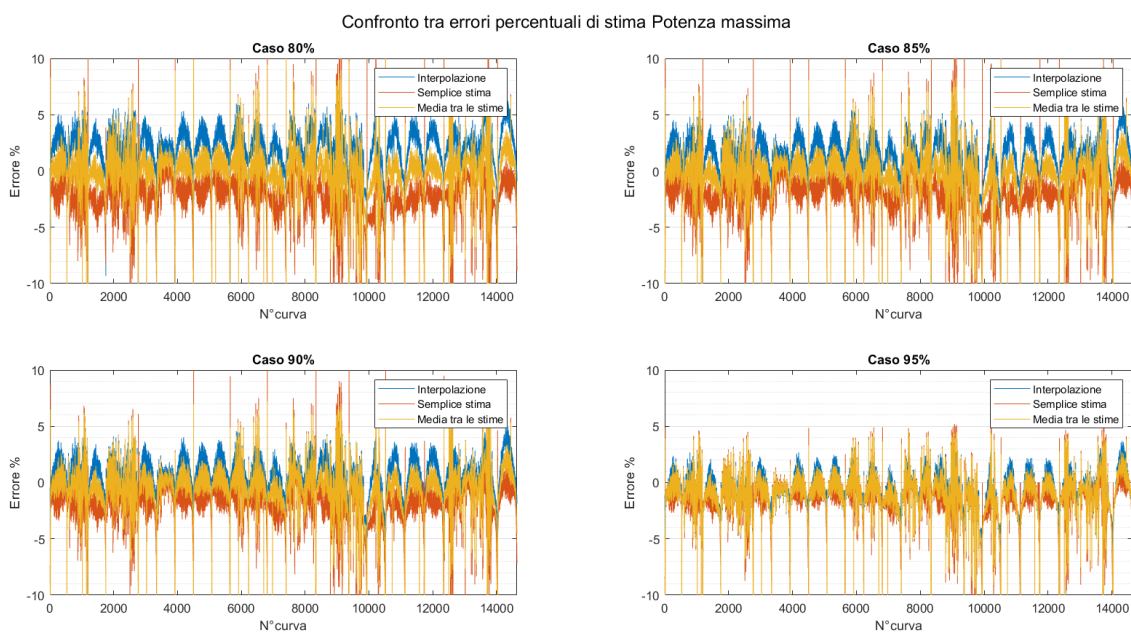 Confronto tra errori percentuali di stima Potenza massima
Caso 80%
Errore %
10
5
0
-5
-10
0 2000 4000 6000 8000 10000 12000 14000
N°curva
Interpolazione
Semplice stima
Media tra le stime
Caso 85%
Errore %
10
5
0
-5
-10
0 2000 4000 6000 8000 10000 12000 14000
N°curva
Interpolazione
Semplice stima
Media tra le stime
Caso 90%
Errore %
10
5
0
-5
-10
0 2000 4000 6000 8000 10000 12000 14000
N°curva
Interpolazione
Semplice stima
Media tra le stime
Caso 95%
Errore %
10
5
0
-5
-10
0 2000 4000 6000 8000 10000 12000 14000
N°curva
Interpolazione
Semplice stima
Media tra le stime